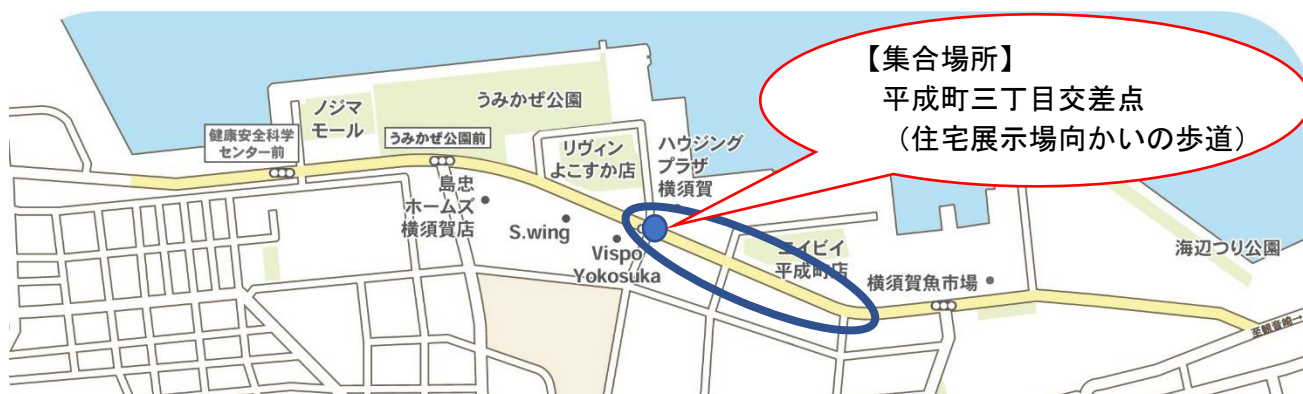 【集合場所】
平成町三丁目交差点
（住宅展示場向かいの歩道）
うみかぜ公園
ノジマ
モール
健康安全科学
センター前
うみかぜ公園前
リヴィン
よこすか店
ハウジング
プラザ
横須賀
島忠
ホームズ
横須賀店
S.wing
Vispo
Yokosuka
エイビイ
平成町店
横須賀魚市場
海辺つり公園
至観音崎→